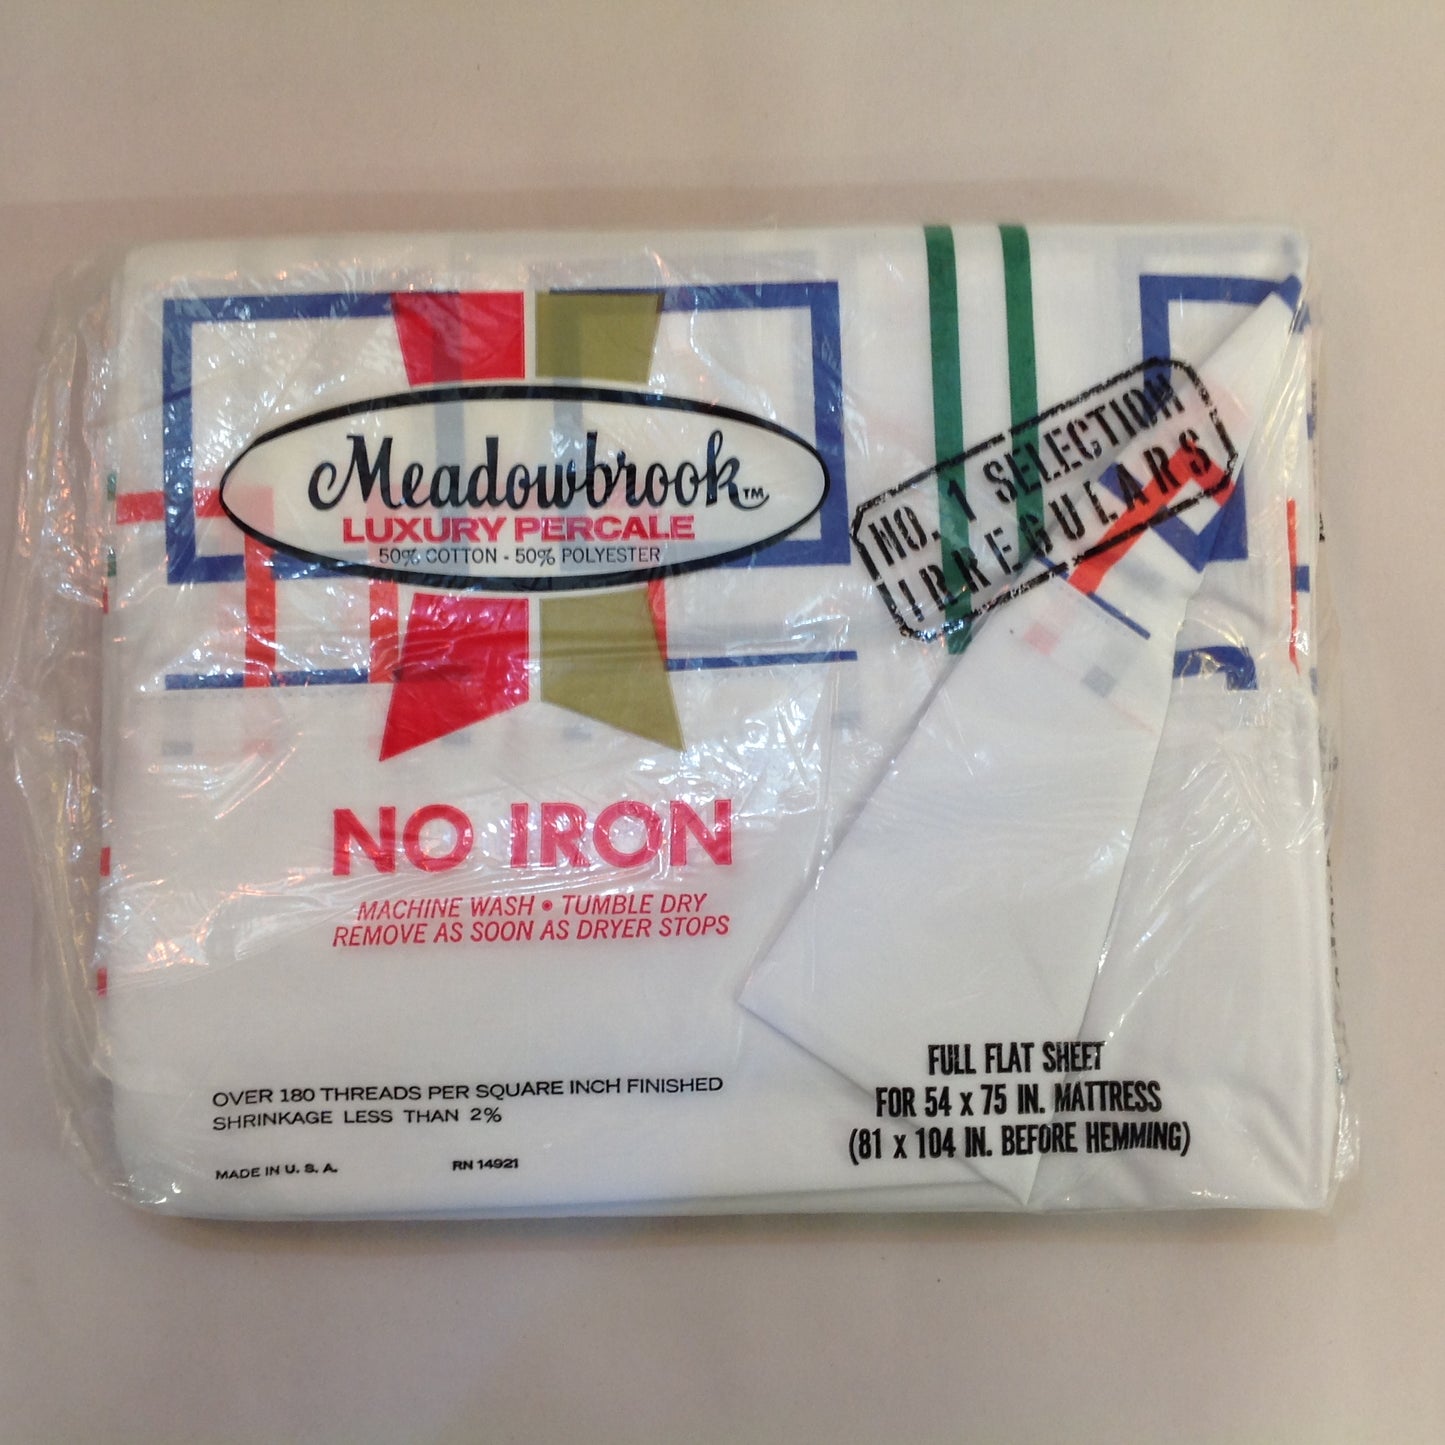 Meadowbrook™
LUXURY PERCALE
50% COTTON - 50% POLYESTER
NO. 1 SELECTION
IRREGULARS
NO IRON
MACHINE WASH • TUMBLE DRY
REMOVE AS SOON AS DRYER STOPS
OVER 180 THREADS PER SQUARE INCH FINISHED
SHRINKAGE LESS THAN 2%
MADE IN U. S. A.
RN 14921
FULL FLAT SHEET
FOR 54 x 75 IN. MATTRESS
(81 x 104 IN. BEFORE HEMMING)